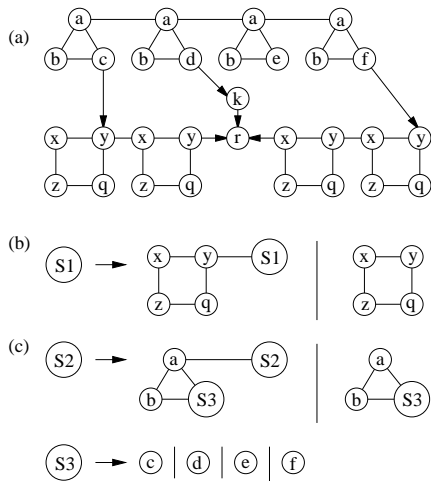 (a)
a a a a
b c b d b e b f
k
x y x y r x y x y
z q z q z q z q
(b)
S1 x y S1 x y
z q z q
(c)
S2 a S2 a
b S3 b S3
S3 c d e f